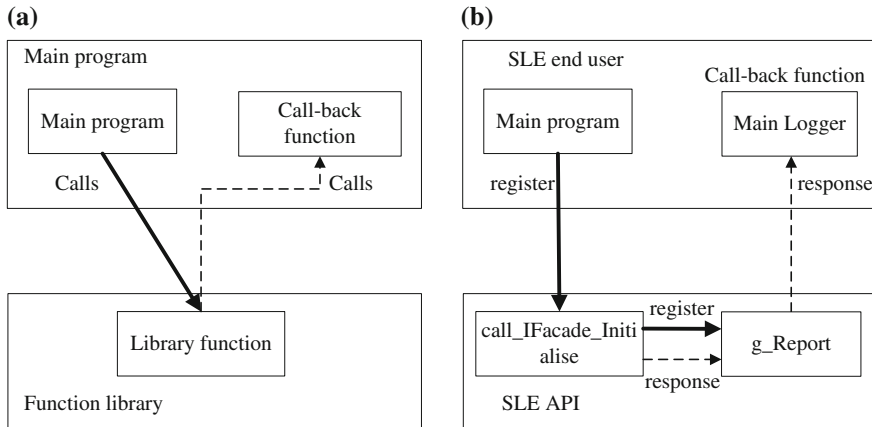 (a)
Main program
Main program
Call-back
function
Calls
Calls
Library function
Function library
(b)
SLE end user
Call-back function
Main program
Main Logger
register
response
call_IFacade_Initi
alise
register
response
g_Report
SLE API